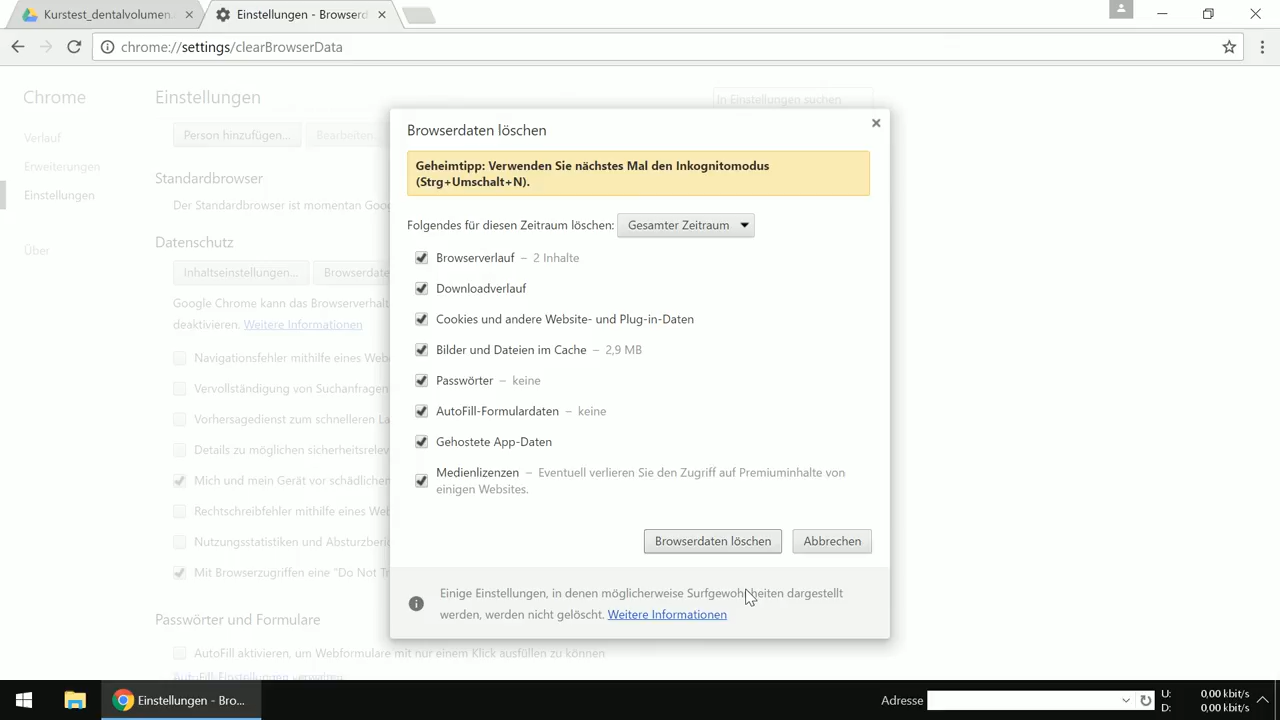 Kurstest_dentalvolumen
Einstellungen - Browserd
chrome://settings/clearBrowserData
Chrome
Einstellungen
In Einstellungen suchen
Verlauf
Erweiterungen
Einstellungen
Über
Person hinzufügen...
Bearbeiten
Standardbrowser
Der Standardbrowser ist momentan Goo
Datenschutz
Inhaltseinstellungen...
Browserdate
Google Chrome kann das Browserverhalt
deaktivieren. Weitere Informationen
Navigationsfehler mithilfe eines Web
Vervollständigung von Suchanfragen
Vorhersagedienst zum schnelleren La
Details zu möglichen sicherheitsrelev
Mich und mein Gerät vor schädlichen
Rechtschreibfehler mithilfe eines Web
Nutzungsstatistiken und Absturzberic
Mit Browserzugriffen eine "Do Not Tr
Passwörter und Formulare
AutoFill aktivieren, um Webformulare mit nur einem Klick ausfüllen zu können
AutoFill-Einstellungen verwalten
Browserdaten löschen
Geheimtipp: Verwenden Sie nächstes Mal den Inkognitomodus
(Strg+Umschalt+N).
Folgendes für diesen Zeitraum löschen: Gesamter Zeitraum
Browserverlauf – 2 Inhalte
Downloadverlauf
Cookies und andere Website- und Plug-in-Daten
Bilder und Dateien im Cache – 2,9 MB
Passwörter – keine
AutoFill-Formulardaten – keine
Gehostete App-Daten
Medienlizenzen – Eventuell verlieren Sie den Zugriff auf Premiuminhalte von
einigen Websites.
Browserdaten löschen
Abbrechen
Einige Einstellungen, in denen möglicherweise Surfgewohnheiten dargestellt
werden, werden nicht gelöscht. Weitere Informationen
Einstellungen - Bro...
Adresse
U: 0,00 kbit/s
D: 0,00 kbit/s